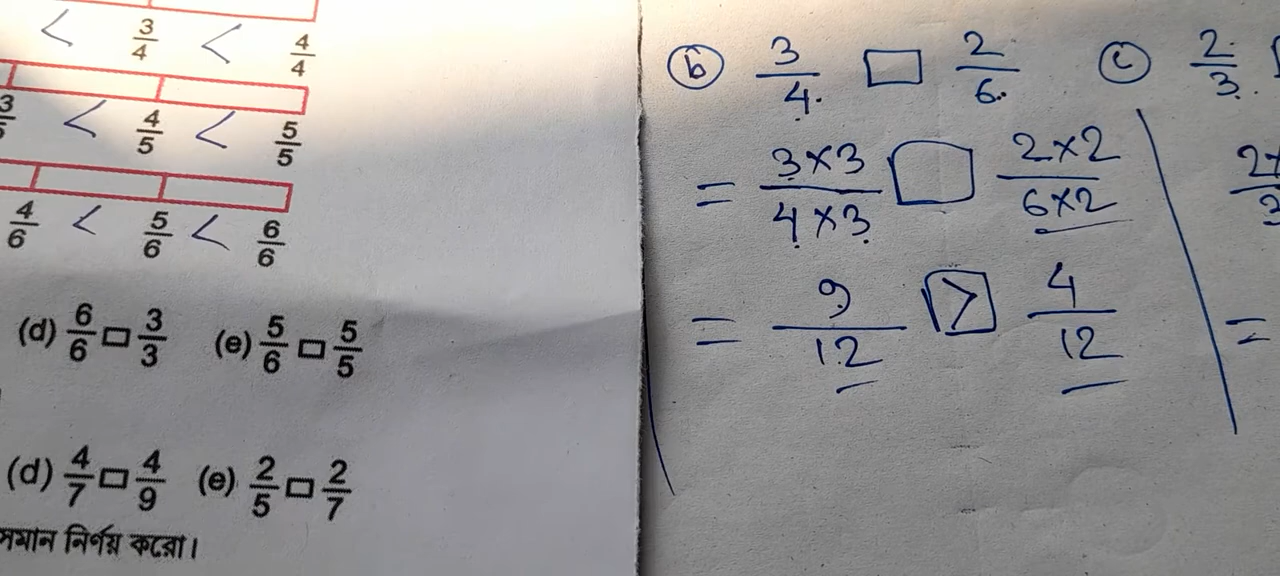 < 3/4 < 4/4
3/5 < 4/5 < 5/5
4/6 < 5/6 < 6/6
(d) 6/6 □ 3/3 (e) 5/6 □ 5/5
(d) 4/7 □ 4/9 (e) 2/5 □ 2/7
সমান নির্ণয় করো।
(b) 3/4 □ 2/6
= 3×3/4×3 □ 2×2/6×2
= 9/12 > 4/12
(c) 2/3
=